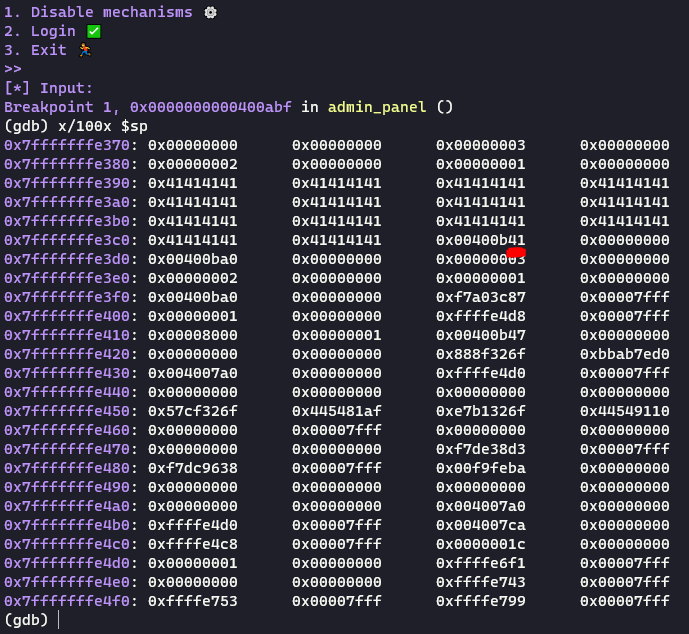 1. Disable mechanisms ⚙️
2. Login ✅
3. Exit 🏃
>>
[*] Input:
Breakpoint 1, 0x0000000000400abf in admin_panel ()
(gdb) x/100x $sp
0x7fffffffe370: 0x00000000 0x00000000 0x00000003 0x00000000
0x7fffffffe380: 0x00000002 0x00000000 0x00000001 0x00000000
0x7fffffffe390: 0x41414141 0x41414141 0x41414141 0x41414141
0x7fffffffe3a0: 0x41414141 0x41414141 0x41414141 0x41414141
0x7fffffffe3b0: 0x41414141 0x41414141 0x41414141 0x41414141
0x7fffffffe3c0: 0x41414141 0x41414141 0x00400b41 0x00000000
0x7fffffffe3d0: 0x00400ba0 0x00000000 0x00000003 0x00000000
0x7fffffffe3e0: 0x00000002 0x00000000 0x00000001 0x00000000
0x7fffffffe3f0: 0x00400ba0 0x00000000 0xf7a03c87 0x00007fff
0x7fffffffe400: 0x00000001 0x00000000 0xffffe4d8 0x00007fff
0x7fffffffe410: 0x00008000 0x00000001 0x00400b47 0x00000000
0x7fffffffe420: 0x00000000 0x00000000 0x888f326f 0xbbab7ed0
0x7fffffffe430: 0x004007a0 0x00000000 0xffffe4d0 0x00007fff
0x7fffffffe440: 0x00000000 0x00000000 0x00000000 0x00000000
0x7fffffffe450: 0x57cf326f 0x445481af 0xe7b1326f 0x44549110
0x7fffffffe460: 0x00000000 0x00007fff 0x00000000 0x00000000
0x7fffffffe470: 0x00000000 0x00000000 0xf7de38d3 0x00007fff
0x7fffffffe480: 0xf7dc9638 0x00007fff 0x00f9feba 0x00000000
0x7fffffffe490: 0x00000000 0x00000000 0x00000000 0x00000000
0x7fffffffe4a0: 0x00000000 0x00000000 0x004007a0 0x00000000
0x7fffffffe4b0: 0xffffe4d0 0x00007fff 0x004007ca 0x00000000
0x7fffffffe4c0: 0xffffe4c8 0x00007fff 0x0000001c 0x00000000
0x7fffffffe4d0: 0x00000001 0x00000000 0xffffe6f1 0x00007fff
0x7fffffffe4e0: 0x00000000 0x00000000 0xffffe743 0x00007fff
0x7fffffffe4f0: 0xffffe753 0x00007fff 0xffffe799 0x00007fff
(gdb)